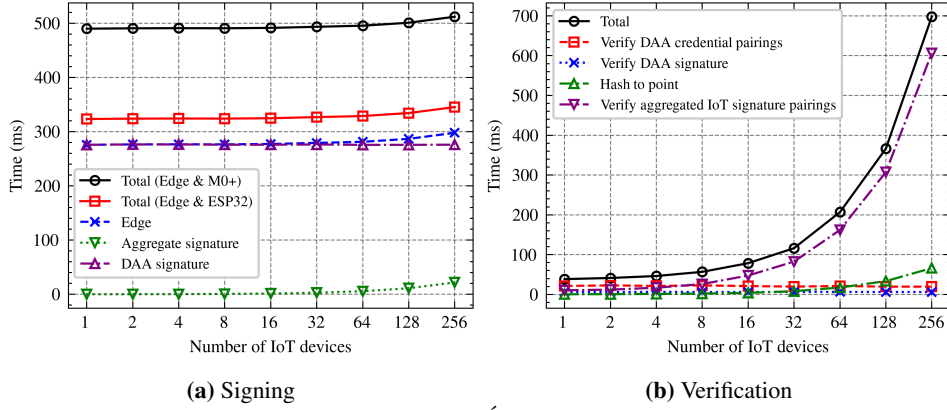 500
400
300
200
100
0
Time (ms)
Total (Edge & M0+)
Total (Edge & ESP32)
Edge
Aggregate signature
DAA signature
1 2 4 8 16 32 64 128 256
Number of IoT devices
(a) Signing
700
600
500
400
300
200
100
0
Time (ms)
Total
Verify DAA credential pairings
Verify DAA signature
Hash to point
Verify aggregated IoT signature pairings
1 2 4 8 16 32 64 128 256
Number of IoT devices
(b) Verification